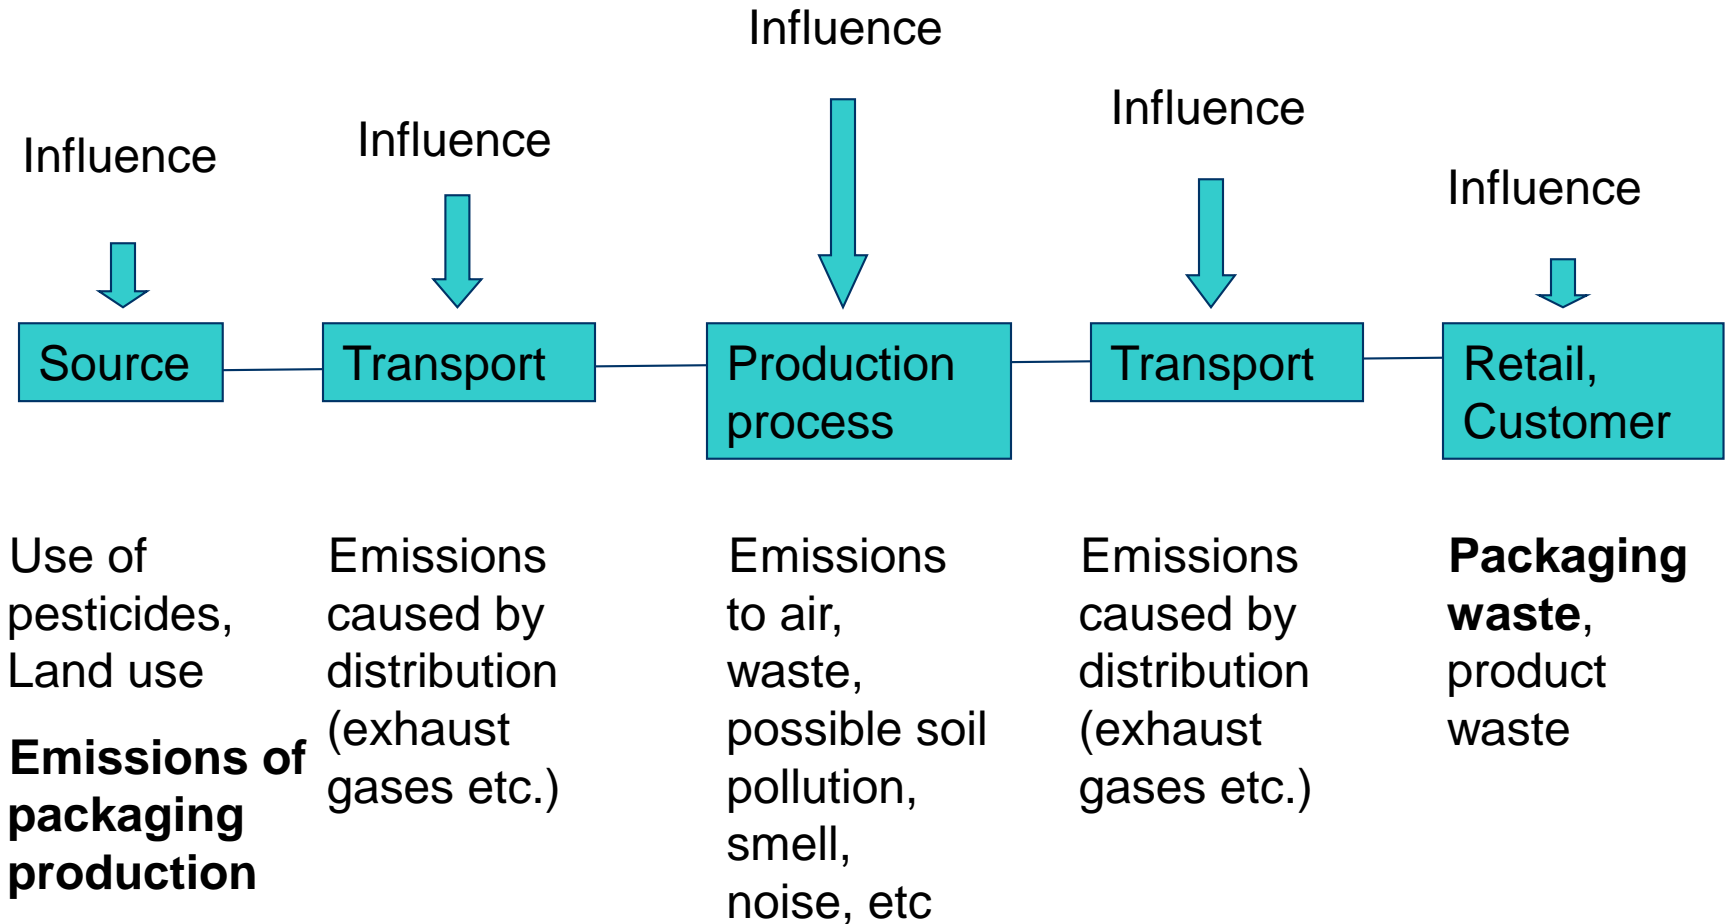 Influence
Influence
Influence
Influence
Influence
Source
Transport
Production
process
Transport
Retail,
Customer
Use of
pesticides,
Land use
Emissions of
packaging
production
Emissions
caused by
distribution
(exhaust
gases etc.)
Emissions
to air,
waste,
possible soil
pollution,
smell,
noise, etc
Emissions
caused by
distribution
(exhaust
gases etc.)
Packaging
waste,
product
waste